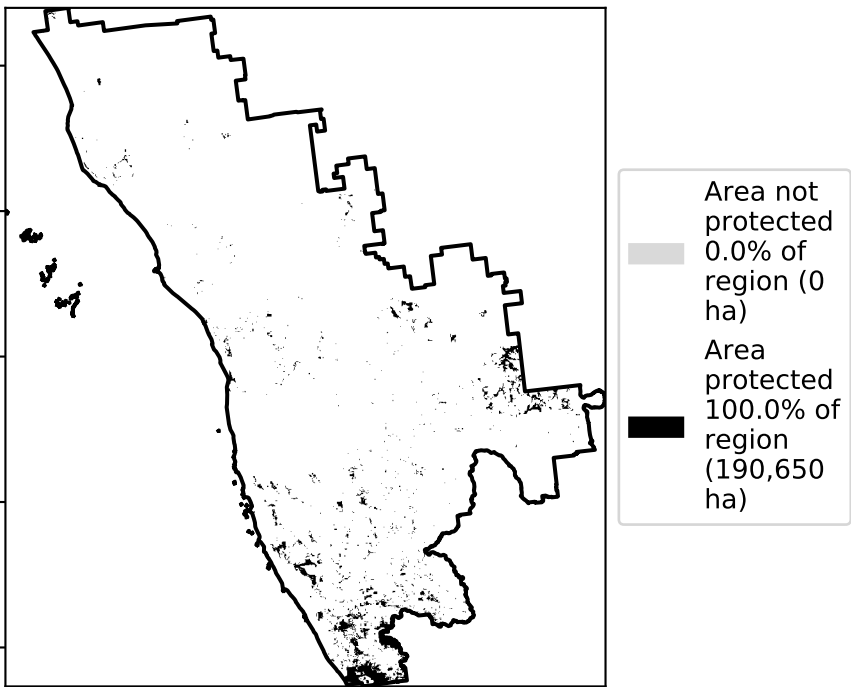 Area not
protected
0.0% of
region (0
ha)
Area
protected
100.0% of
region
(190,650
ha)